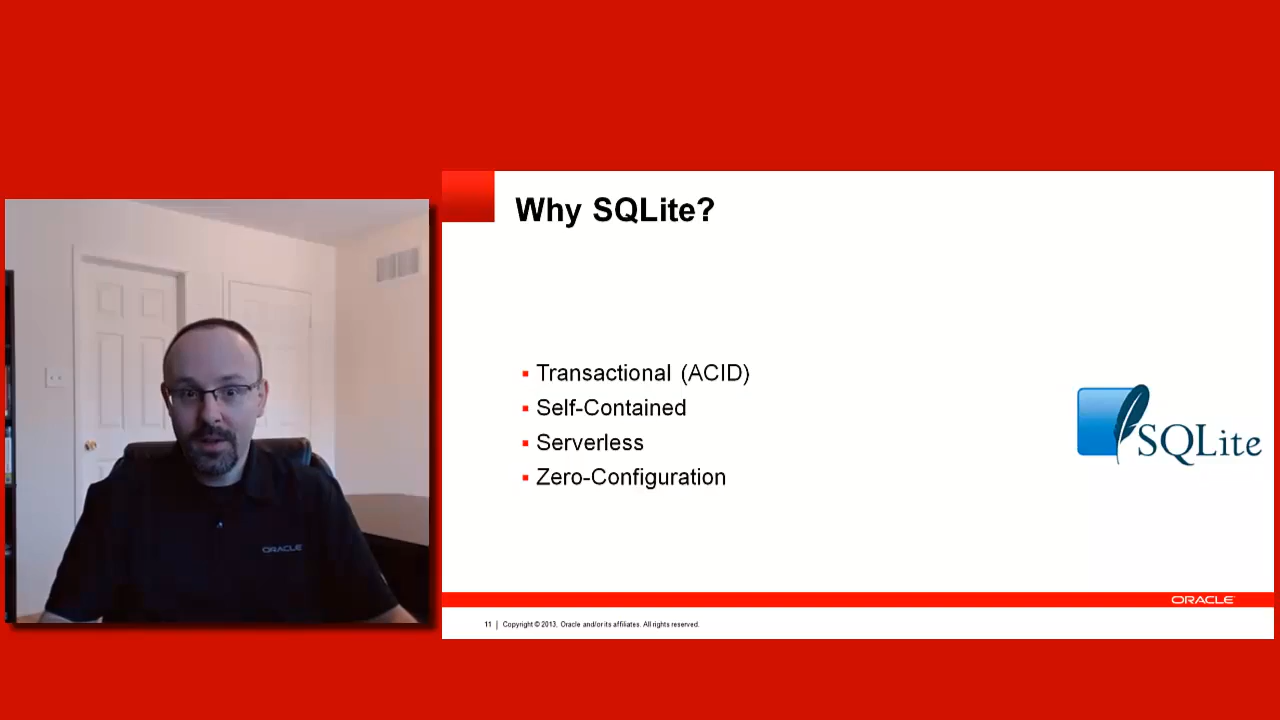 Why SQLite?
▪ Transactional (ACID)
▪ Self-Contained
▪ Serverless
▪ Zero-Configuration
SQLite
ORACLE
ORACLE
11 | Copyright © 2013, Oracle and/or its affiliates. All rights reserved.